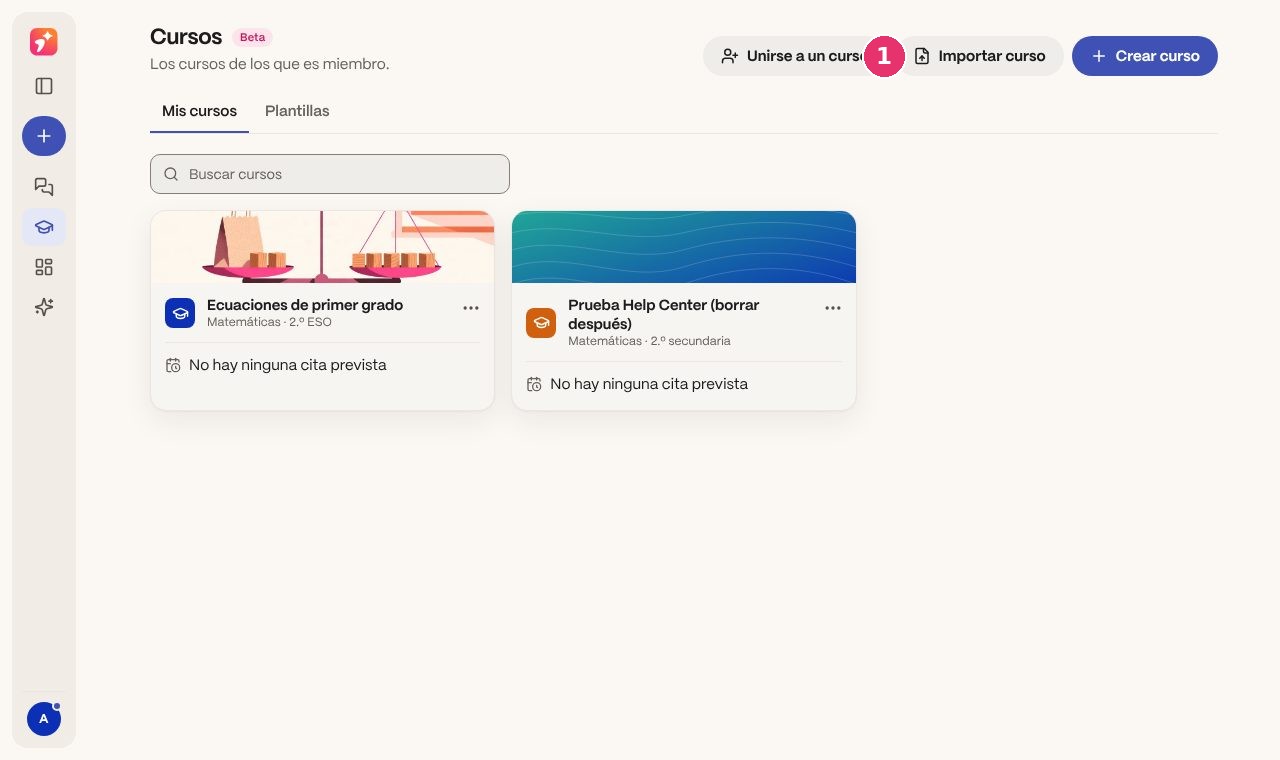 Cursos
Beta
Los cursos de los que es miembro.
Unirse a un curso
1
Importar curso
Crear curso
Mis cursos
Plantillas
Buscar cursos
Ecuaciones de primer grado
Matemáticas · 2.º ESO
No hay ninguna cita prevista
Prueba Help Center (borrar
después)
Matemáticas · 2.º secundaria
No hay ninguna cita prevista
A